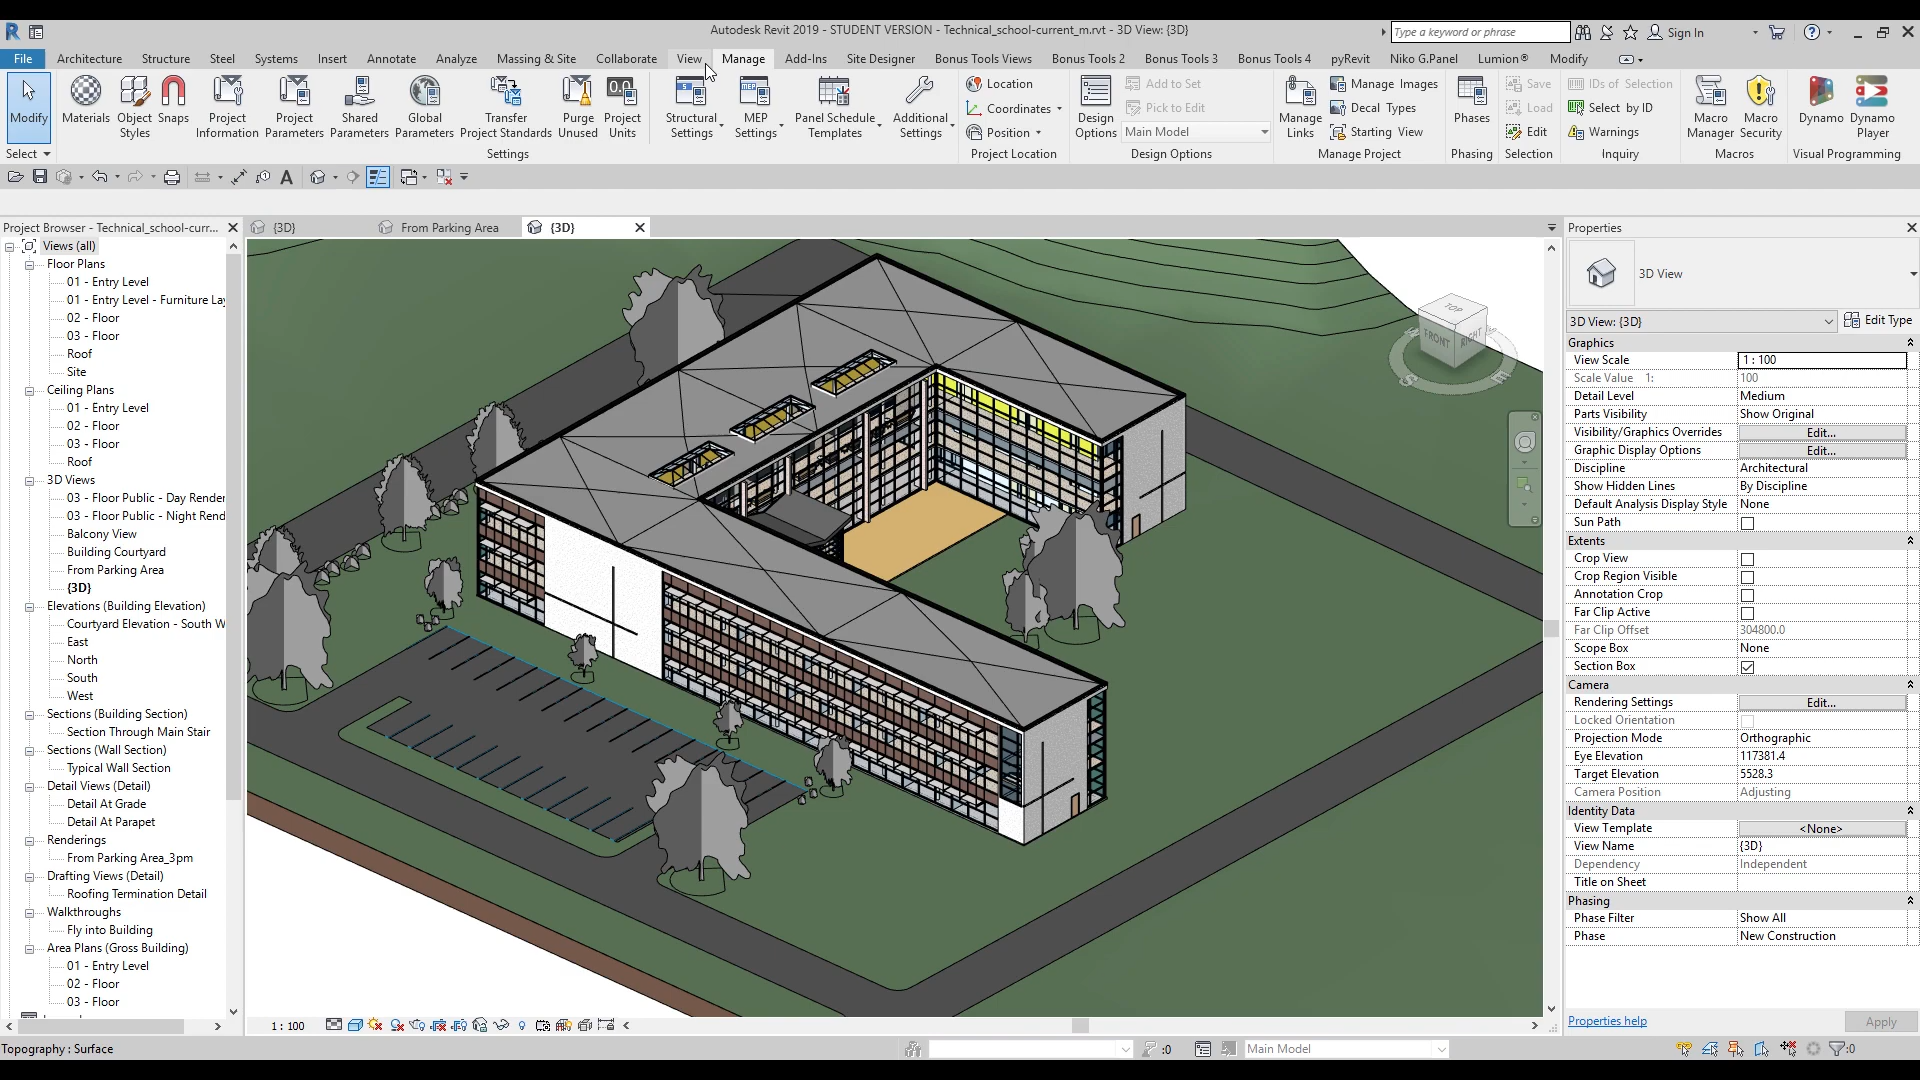 Autodesk Revit 2019 - STUDENT VERSION - Technical_school-current_m.rvt - 3D View: {3D}
Type a keyword or phrase
Sign In
File Architecture Structure Steel Systems Insert Annotate Analyze Massing & Site Collaborate View Manage Add-Ins Site Designer Bonus Tools Views Bonus Tools 2 Bonus Tools 3 Bonus Tools 4 pyRevit Niko G.Panel Lumion® Modify
Modify
Materials
Object Styles
Snaps
Project Information
Project Parameters
Shared Parameters
Global Parameters
Transfer Project Standards
Purge Unused
Project Units
Structural Settings
MEP Settings
Panel Schedule Templates
Additional Settings
Location
Coordinates
Position
Design Options
Add to Set
Pick to Edit
Main Model
Manage Links
Manage Images
Decal Types
Starting View
Phases
Save
Load
Edit
IDs of Selection
Select by ID
Warnings
Macro Manager
Macro Security
Dynamo
Dynamo Player
Select Settings Project Location Design Options Manage Project Phasing Selection Inquiry Macros Visual Programming
Project Browser - Technical_school-curr...
{3D} From Parking Area {3D}
Views (all)
Floor Plans
01 - Entry Level
01 - Entry Level - Furniture La
02 - Floor
03 - Floor
Roof
Site
Ceiling Plans
01 - Entry Level
02 - Floor
03 - Floor
Roof
3D Views
03 - Floor Public - Day Render
03 - Floor Public - Night Rend
Balcony View
Building Courtyard
From Parking Area
{3D}
Elevations (Building Elevation)
Courtyard Elevation - South W
East
North
South
West
Sections (Building Section)
Section Through Main Stair
Sections (Wall Section)
Typical Wall Section
Detail Views (Detail)
Detail At Grade
Detail At Parapet
Renderings
From Parking Area_3pm
Drafting Views (Detail)
Roofing Termination Detail
Walkthroughs
Fly into Building
Area Plans (Gross Building)
01 - Entry Level
02 - Floor
03 - Floor
TOP
FRONT
RIGHT
S
E
Properties
3D View
3D View: {3D} Edit Type
Graphics
View Scale 1 : 100
Scale Value 1: 100
Detail Level Medium
Parts Visibility Show Original
Visibility/Graphics Overrides Edit...
Graphic Display Options Edit...
Discipline Architectural
Show Hidden Lines By Discipline
Default Analysis Display Style None
Sun Path
Extents
Crop View
Crop Region Visible
Annotation Crop
Far Clip Active
Far Clip Offset 304800.0
Scope Box None
Section Box
Camera
Rendering Settings Edit...
Locked Orientation
Projection Mode Orthographic
Eye Elevation 117381.4
Target Elevation 5528.3
Camera Position Adjusting
Identity Data
View Template <None>
View Name {3D}
Dependency Independent
Title on Sheet
Phasing
Phase Filter Show All
Phase New Construction
Properties help Apply
1 : 100
Topography : Surface
:0
Main Model
:0